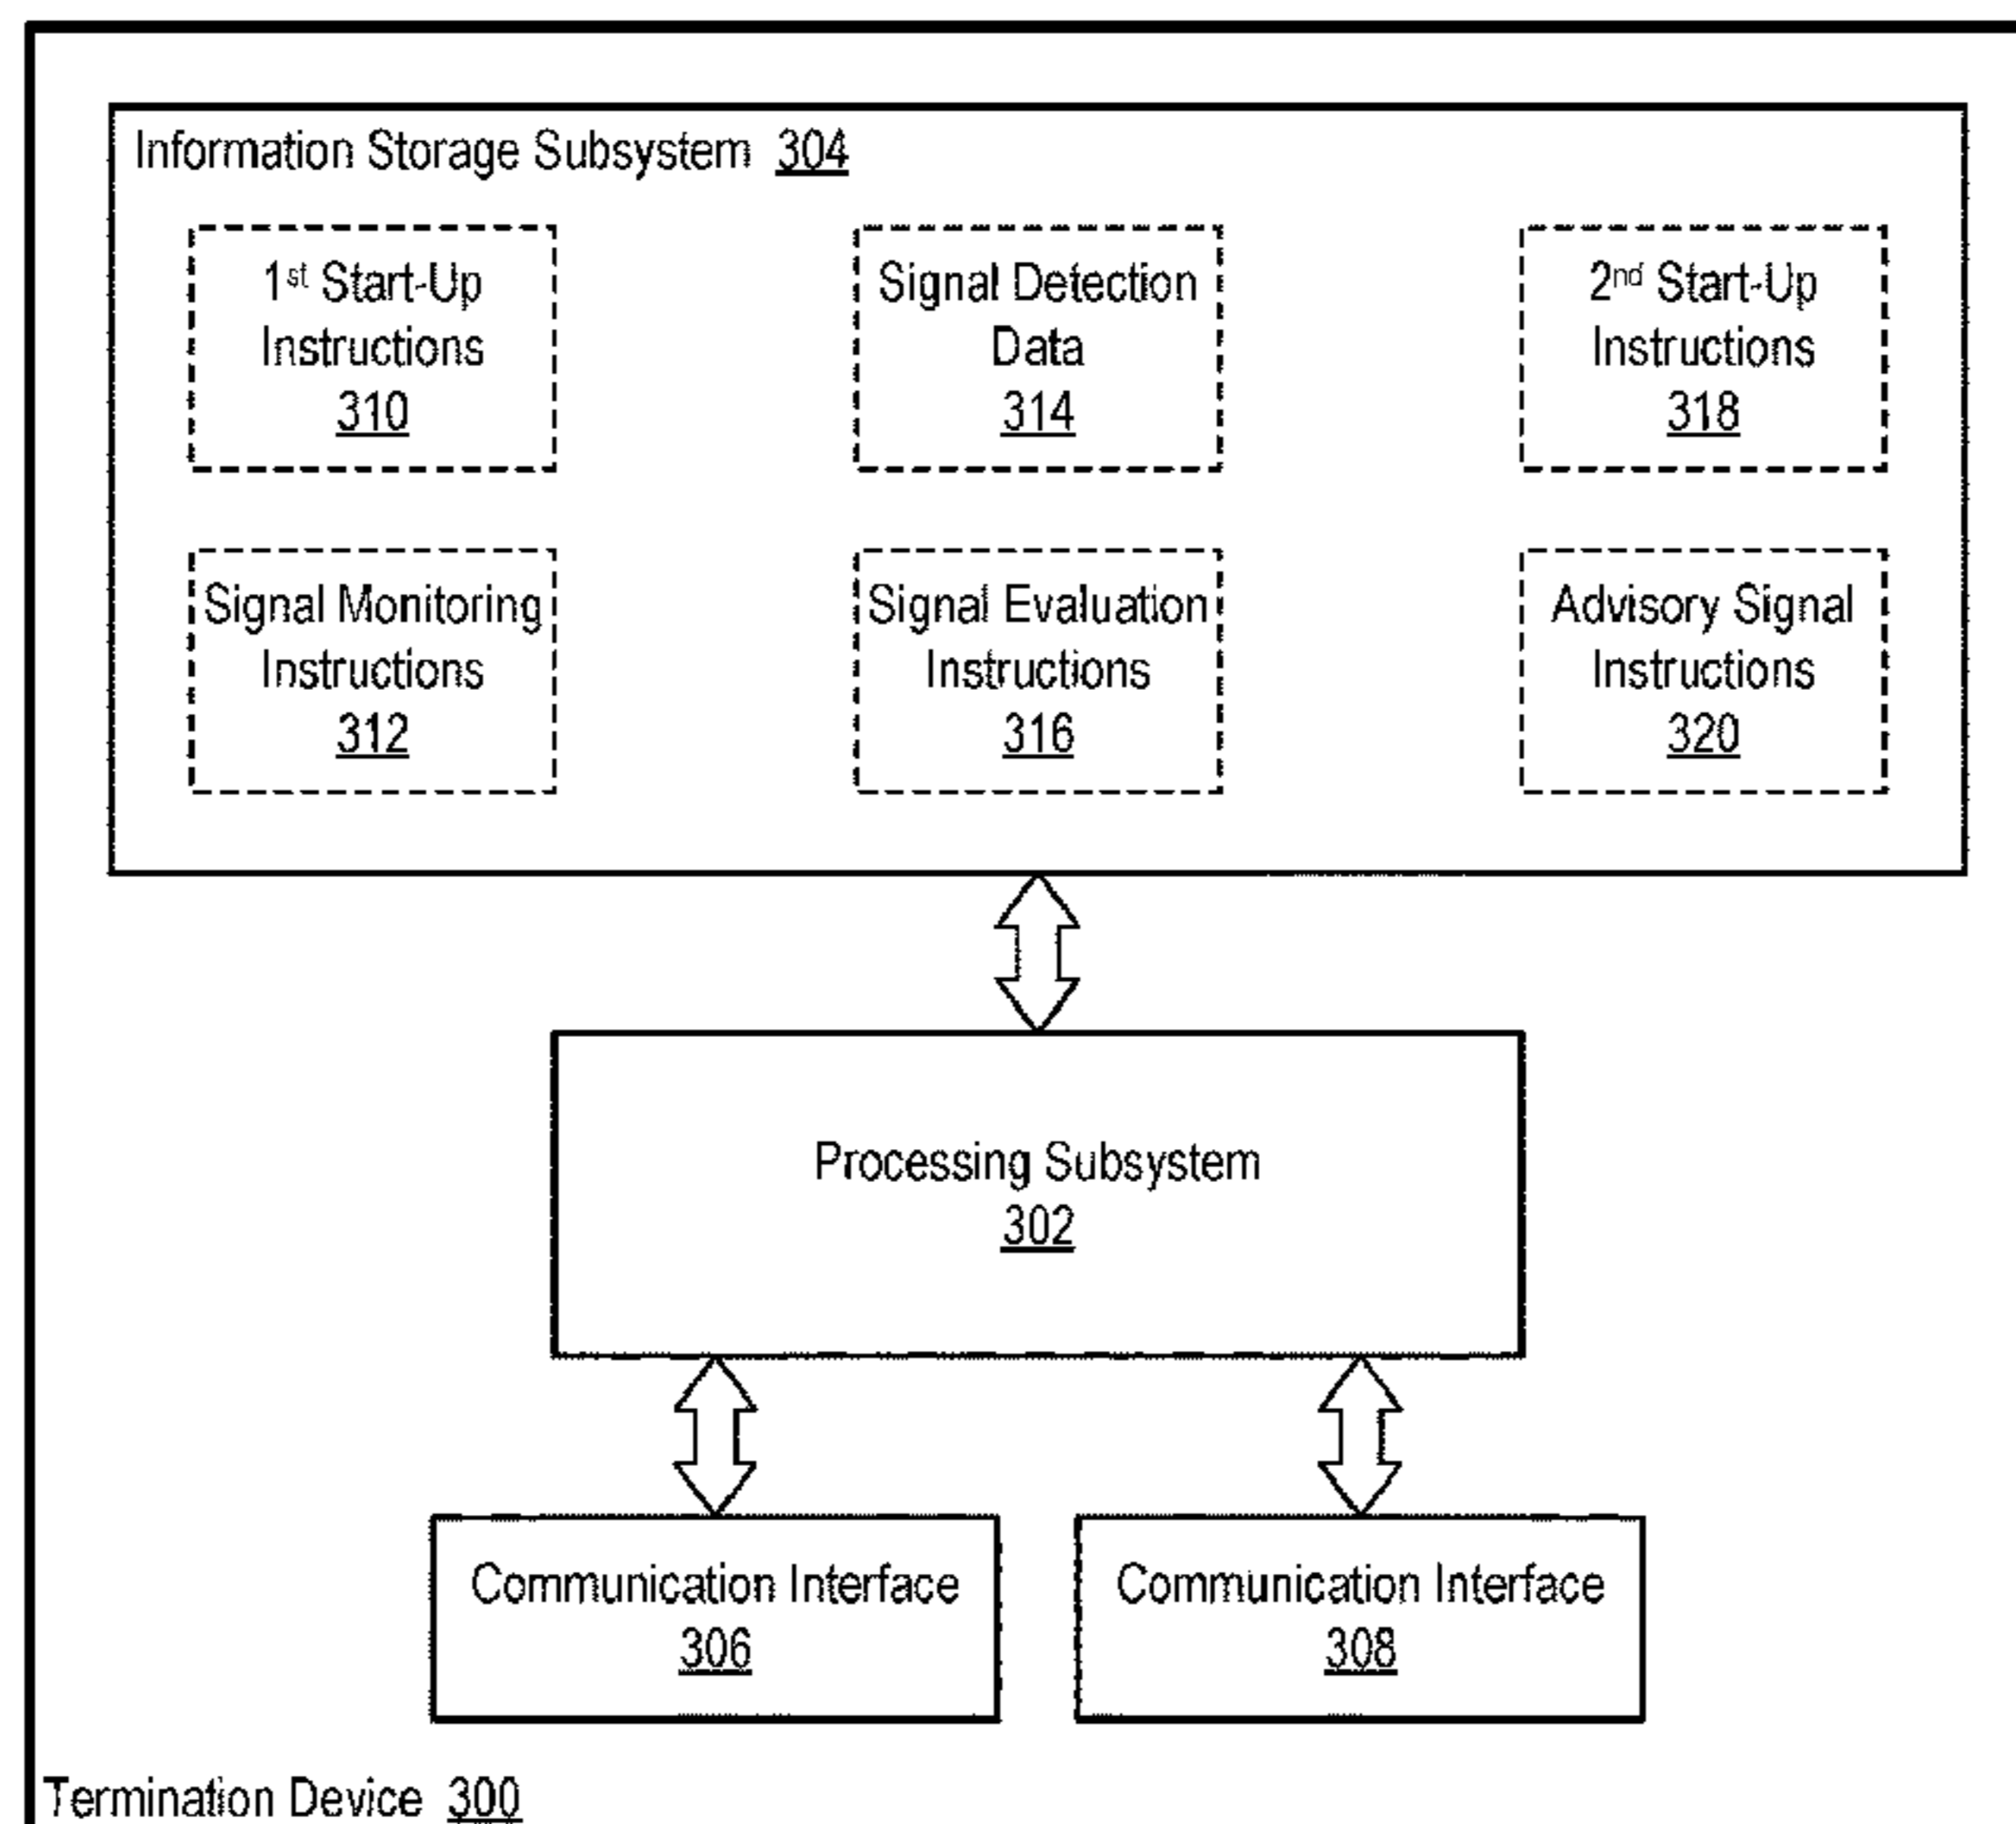 Information Storage Subsystem 304
1st Start-Up
Instructions
310
Signal Detection
Data
314
2nd Start-Up
Instructions
318
Signal Monitoring
Instructions
312
Signal Evaluation
Instructions
316
Advisory Signal
Instructions
320
Processing Subsystem
302
Communication Interface
306
Communication Interface
308
Termination Device 300